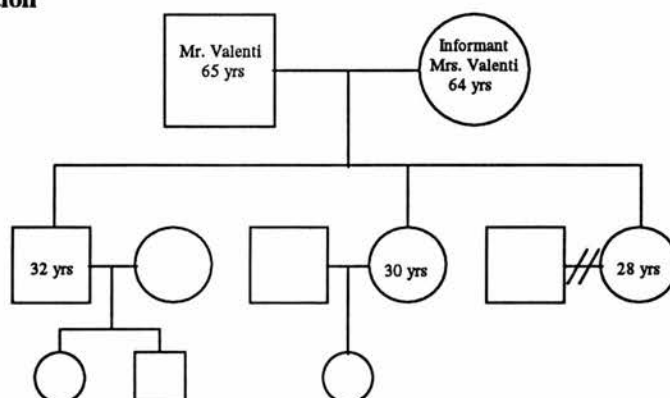 Mr. Valenti
65 yrs
Informant
Mrs. Valenti
64 yrs
32 yrs
30 yrs
28 yrs